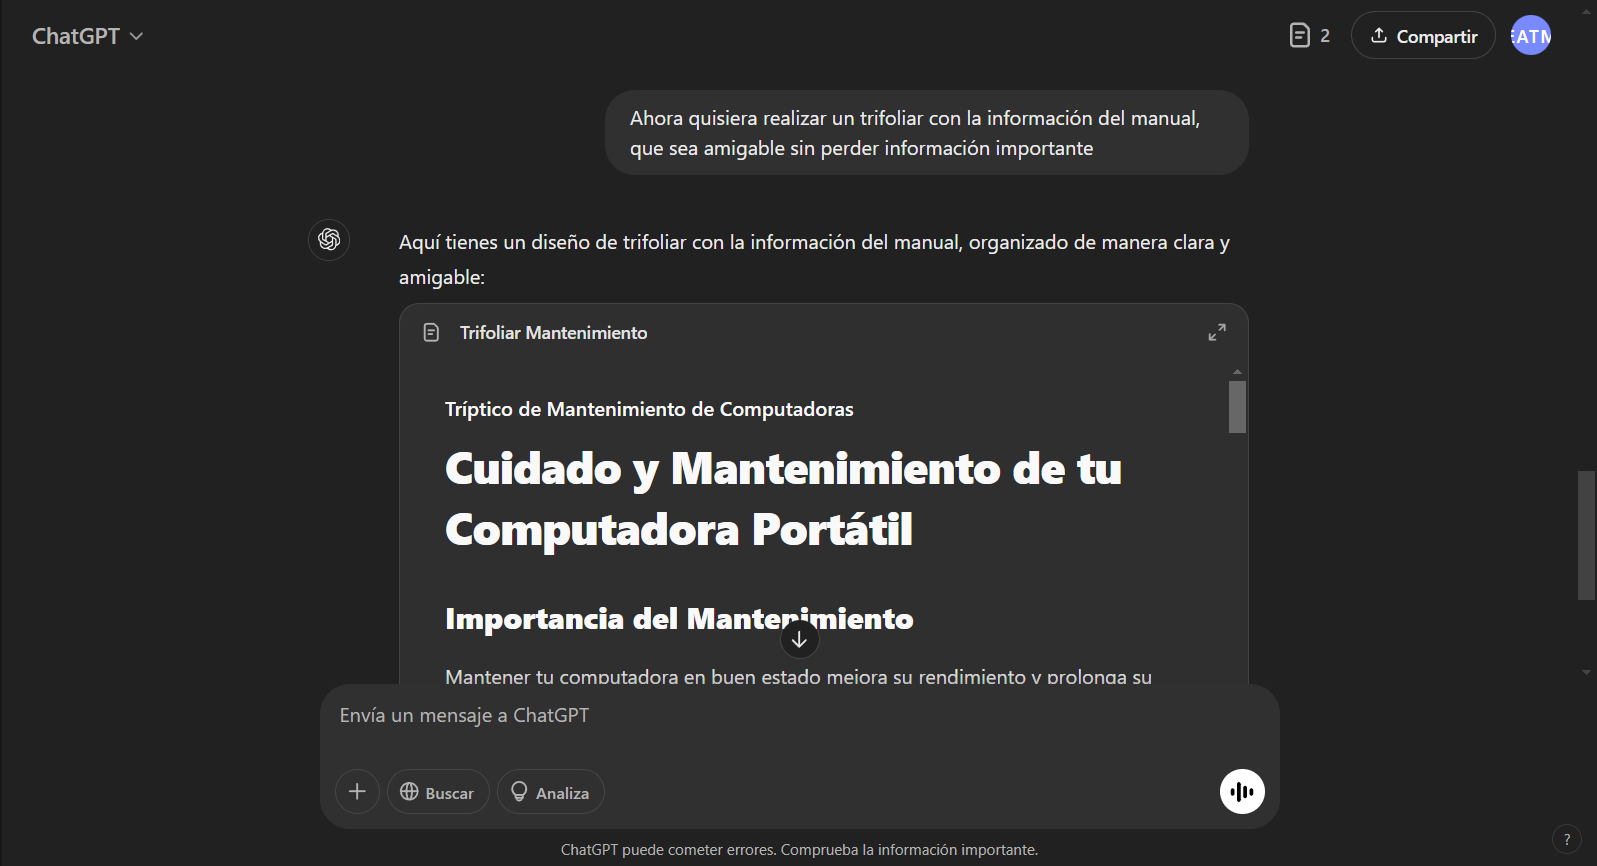 ChatGPT
2
Compartir
EATM
Ahora quisiera realizar un trifoliar con la información del manual,
que sea amigable sin perder información importante
Aquí tienes un diseño de trifoliar con la información del manual, organizado de manera clara y
amigable:
Trifoliar Mantenimiento
Tríptico de Mantenimiento de Computadoras
Cuidado y Mantenimiento de tu
Computadora Portátil
Importancia del Mantenimiento
Mantener tu computadora en buen estado mejora su rendimiento y prolonga su
Envía un mensaje a ChatGPT
Buscar
Analiza
ChatGPT puede cometer errores. Comprueba la información importante.
?